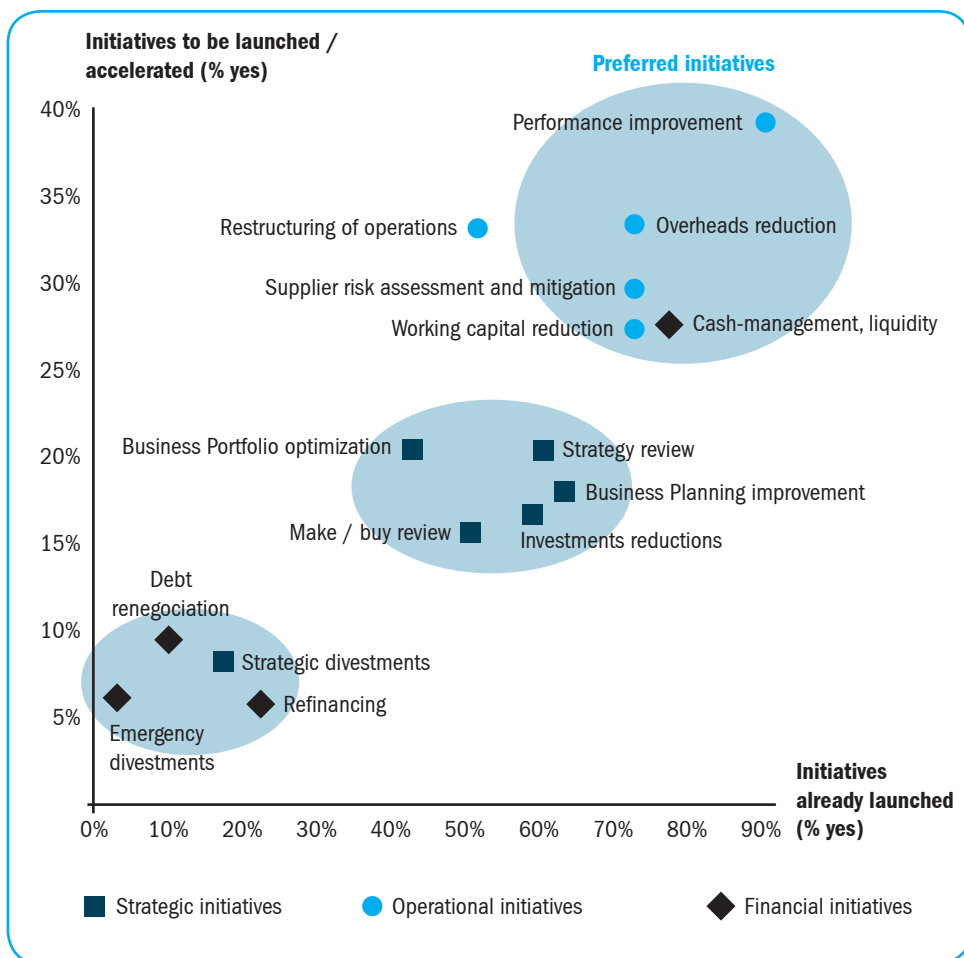 Initiatives to be launched /
accelerated (% yes)
Preferred initiatives
40%
Performance improvement
35%
Restructuring of operations
Overheads reduction
30%
Supplier risk assessment and mitigation
Working capital reduction
Cash-management, liquidity
25%
20%
Business Portfolio optimization
Strategy review
Business Planning improvement
15%
Make / buy review
Investments reductions
Debt
renegociation
10%
Strategic divestments
5%
Refinancing
Emergency
divestments
Initiatives
already launched
(% yes)
0% 10% 20% 30% 40% 50% 60% 70% 80% 90%
Strategic initiatives
Operational initiatives
Financial initiatives